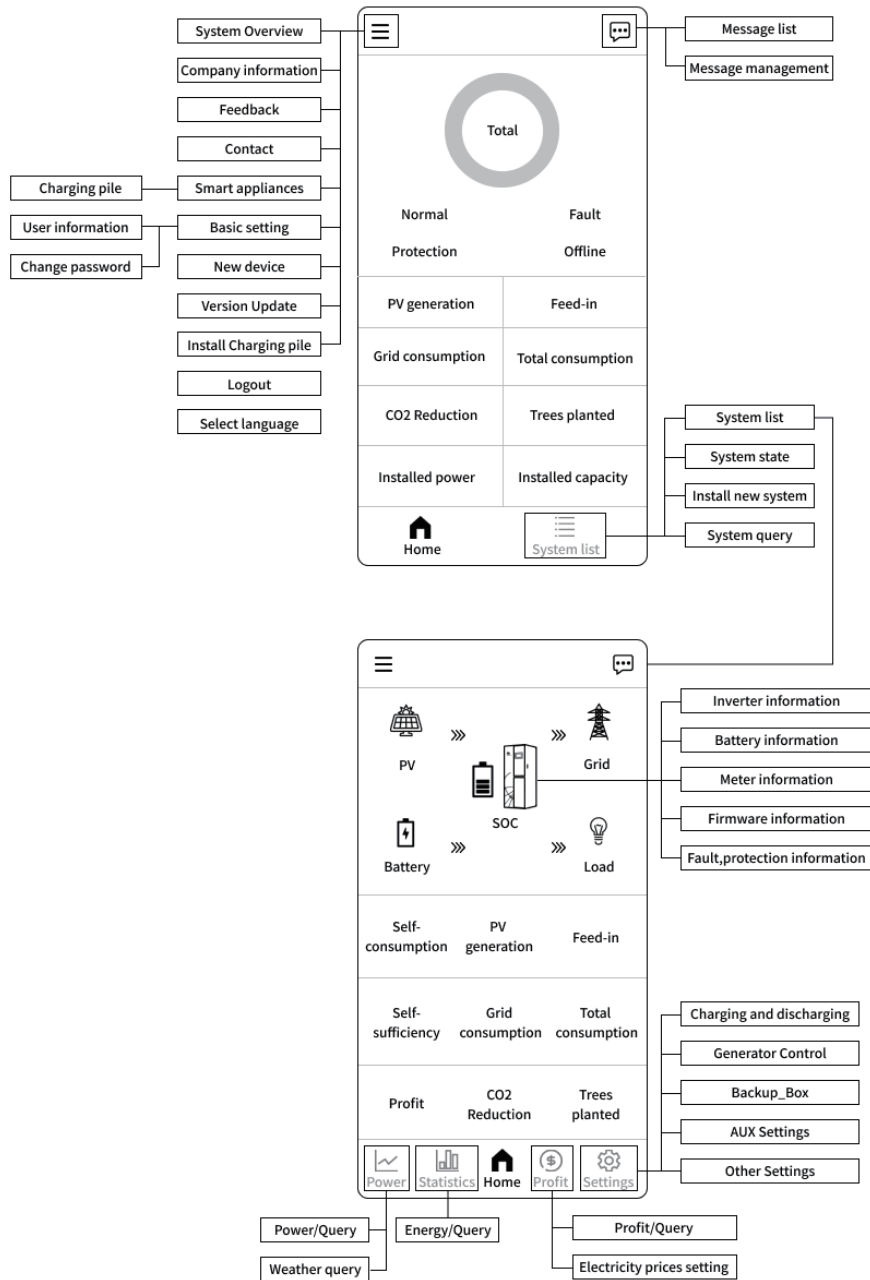 System Overview
Company information
Feedback
Contact
Charging pile
Smart appliances
User information
Basic setting
Change password
New device
Version Update
Install Charging pile
Logout
Select language
Message list
Message management
Total
Normal
Fault
Protection
Offline
PV generation
Feed-in
Grid consumption
Total consumption
CO2 Reduction
Trees planted
Installed power
Installed capacity
Home
System list
System list
System state
Install new system
System query
PV
Grid
SOC
Battery
Load
Inverter information
Battery information
Meter information
Firmware information
Fault,protection information
Self-
consumption
PV
generation
Feed-in
Self-
sufficiency
Grid
consumption
Total
consumption
Profit
CO2
Reduction
Trees
planted
Charging and discharging
Generator Control
Backup_Box
AUX Settings
Other Settings
Power
Statistics
Home
Profit
Settings
Power/Query
Energy/Query
Profit/Query
Weather query
Electricity prices setting